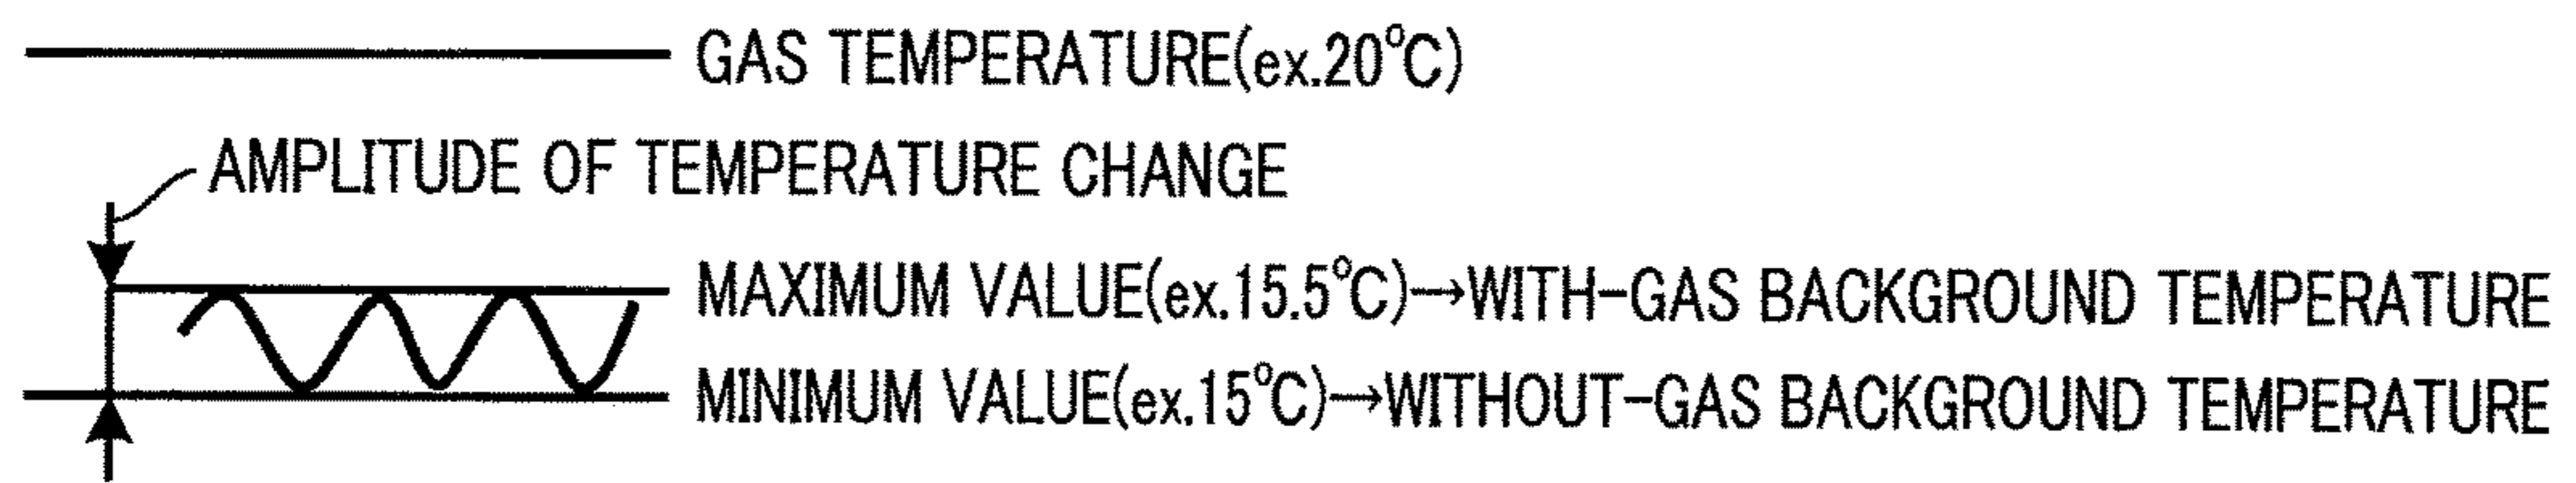 GAS TEMPERATURE(ex.20°C)
AMPLITUDE OF TEMPERATURE CHANGE
MAXIMUM VALUE(ex.15.5°C)→WITH-GAS BACKGROUND TEMPERATURE
MINIMUM VALUE(ex.15°C)→WITHOUT-GAS BACKGROUND TEMPERATURE